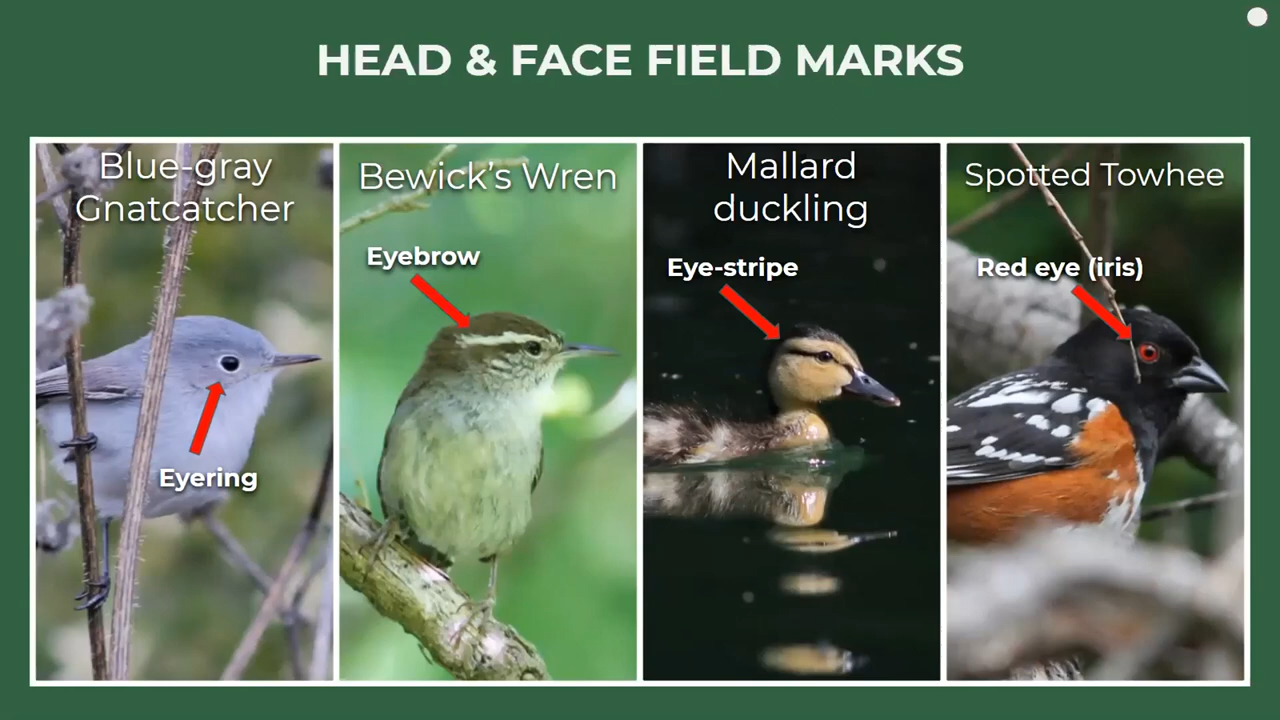 HEAD & FACE FIELD MARKS
Blue-gray
Gnatcatcher
Eyering
Bewick's Wren
Eyebrow
Mallard
duckling
Eye-stripe
Spotted Towhee
Red eye (iris)